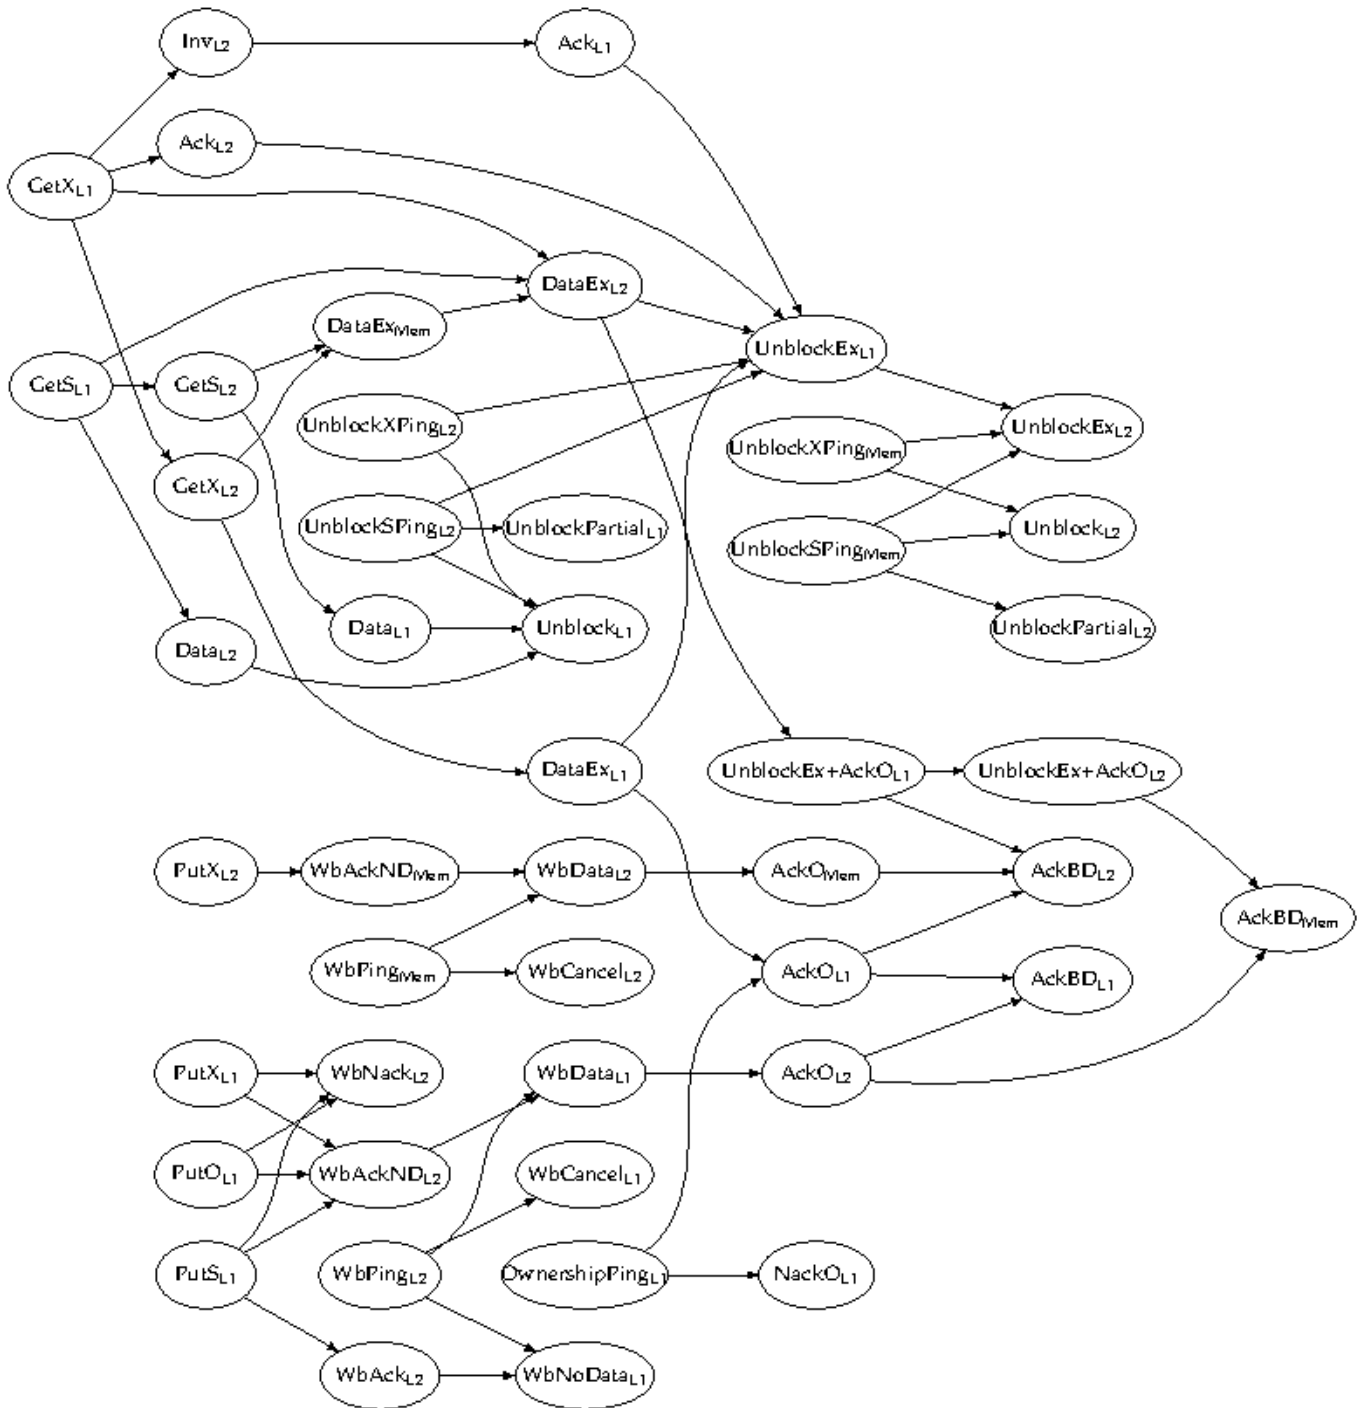 InvL2
AckL1
AckL2
GetXL1
DataExL2
DataExMem
UnblockExL1
GetSL1
GetSL2
UnblockXPingL2
UnblockExL2
UnblockXPingMem
GetXL2
UnblockSPingL2
UnblockPartialL1
UnblockL2
UnblockSPingMem
DataL1
UnblockL1
UnblockPartialL2
DataL2
DataExL1
UnblockEx+AckOL1
UnblockEx+AckOL2
PutXL2
WbAckNDMem
WbDataL2
AckOMem
AckBDL2
AckBDMem
WbPingMem
WbCancelL2
AckOL1
AckBDL1
PutXL1
WbNackL2
WbDataL1
AckOL2
PutOL1
WbAckNDL2
WbCancelL1
PutSL1
WbPingL2
OwnershipPingL1
NackOL1
WbAckL2
WbNoDataL1